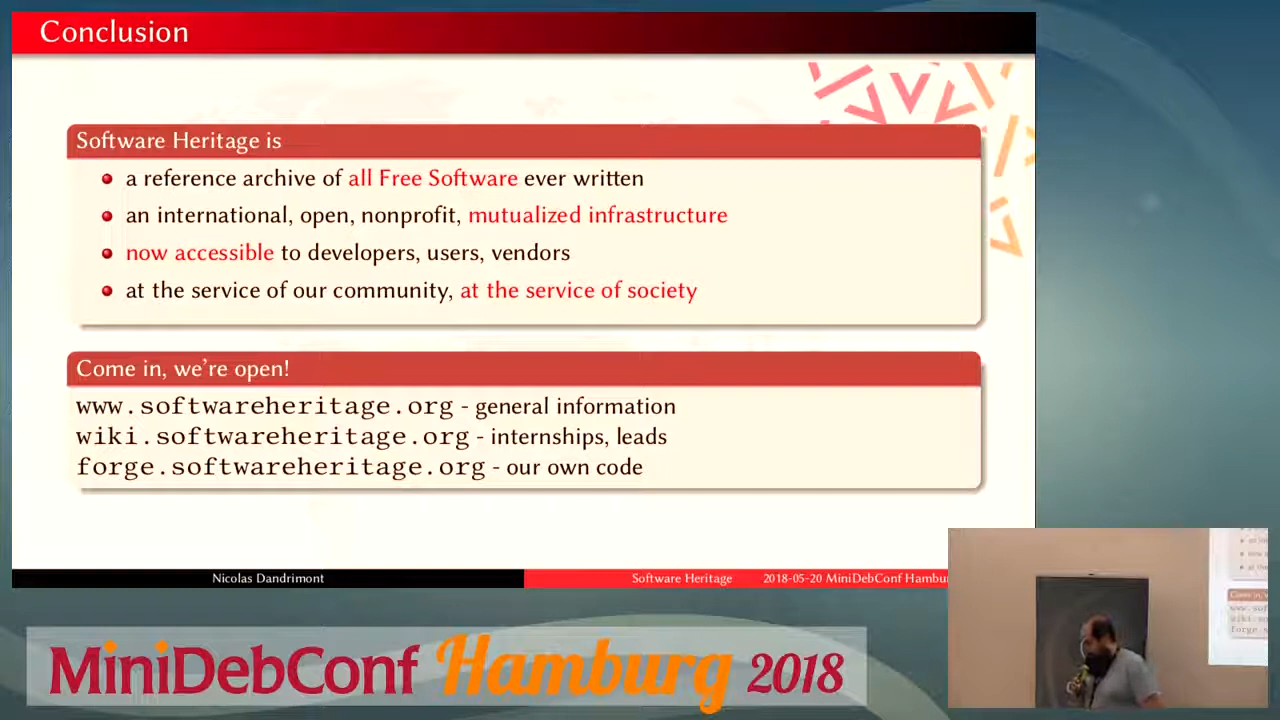 Conclusion
Software Heritage is
a reference archive of all Free Software ever written
an international, open, nonprofit, mutualized infrastructure
now accessible to developers, users, vendors
at the service of our community, at the service of society
Come in, we're open!
www.softwareheritage.org - general information
wiki.softwareheritage.org - internships, leads
forge.softwareheritage.org - our own code
Nicolas Dandrimont
Software Heritage
2018-05-20 MiniDebConf Hambu
MiniDebConf Hamburg 2018